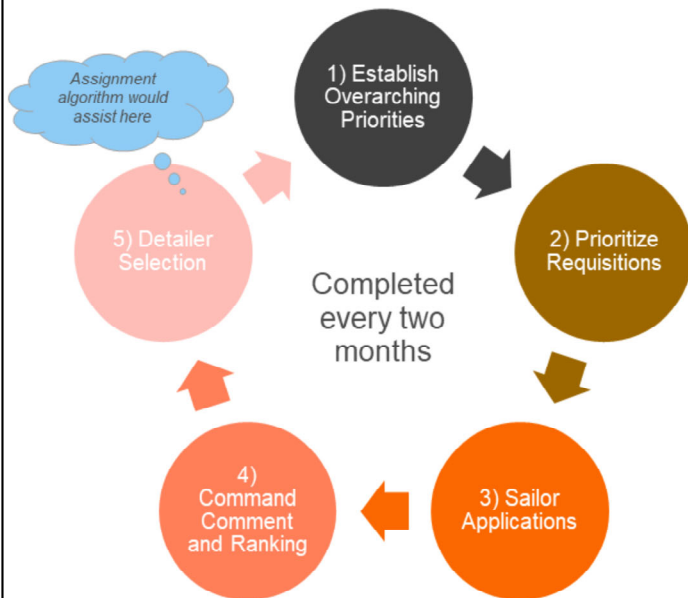 Assignment
algorithm would
assist here
1) Establish
Overarching
Priorities
2) Prioritize
Requisitions
3) Sailor
Applications
4)
Command
Comment
and Ranking
5) Detailer
Selection
Completed
every two
months